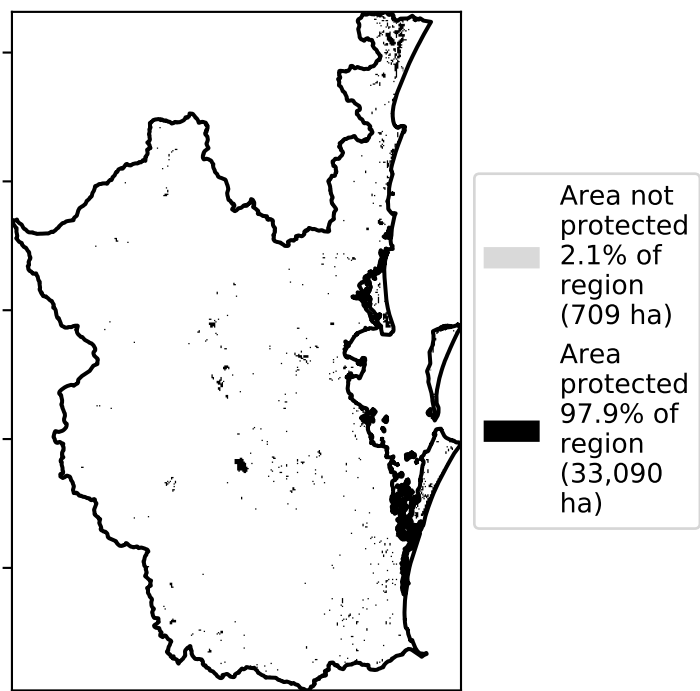 Area not
protected
2.1% of
region
(709 ha)
Area
protected
97.9% of
region
(33,090
ha)